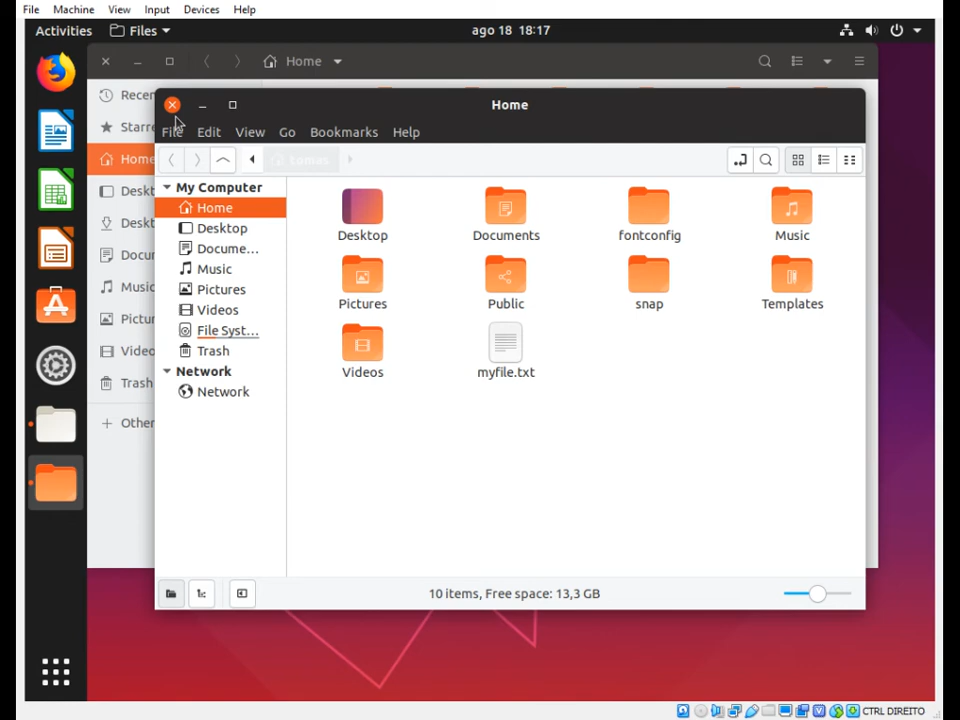 File Machine View Input Devices Help
Activities Files ago 18 18:17
Home
Recen
Starre
Home
Deskt
Deskt
Docum
Music
Pictur
Video
Trash
Other
Home
File Edit View Go Bookmarks Help
tomas
My Computer
Home
Desktop
Docume...
Music
Pictures
Videos
File Syst...
Trash
Network
Network
Desktop Documents fontconfig Music
Pictures Public snap Templates
Videos myfile.txt
10 items, Free space: 13,3 GB
CTRL DIREITO